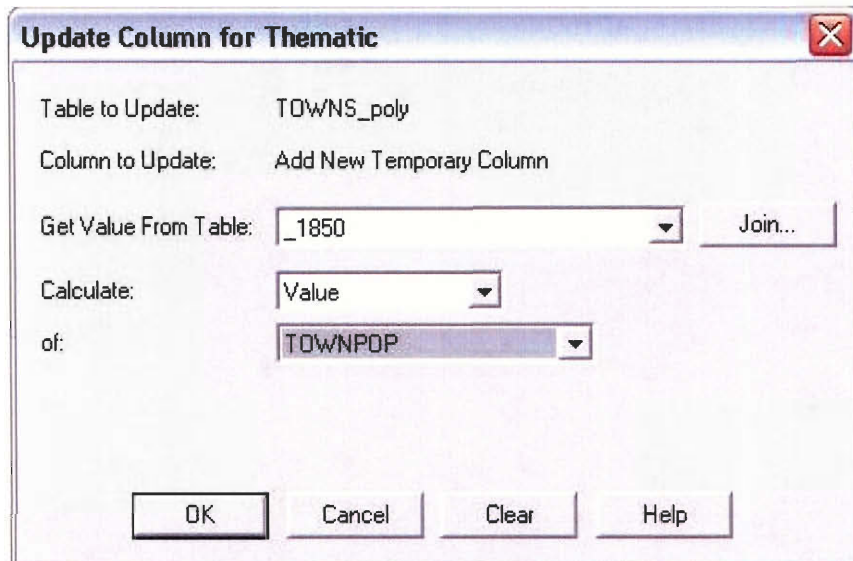 Update Column for Thematic
Table to Update: TOWNS_poly
Column to Update: Add New Temporary Column
Get Value From Table: _1850 Join...
Calculate: Value
of: TOWNPOP
OK Cancel Clear Help